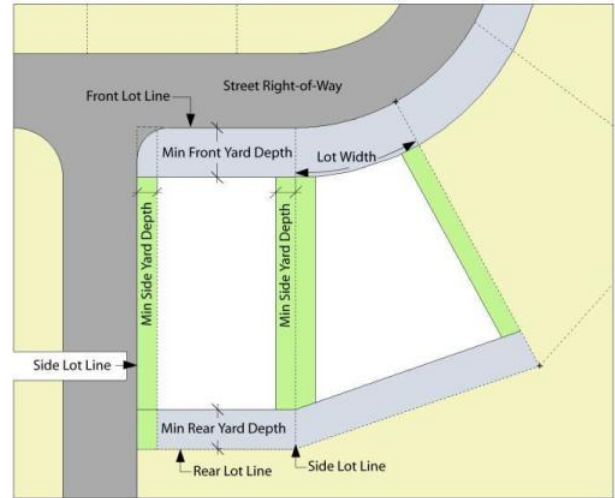 Street Right-of-Way
Front Lot Line
Min Front Yard Depth
Lot Width
Min Side Yard Depth
Min Side Yard Depth
Side Lot Line
Min Rear Yard Depth
Rear Lot Line
Side Lot Line